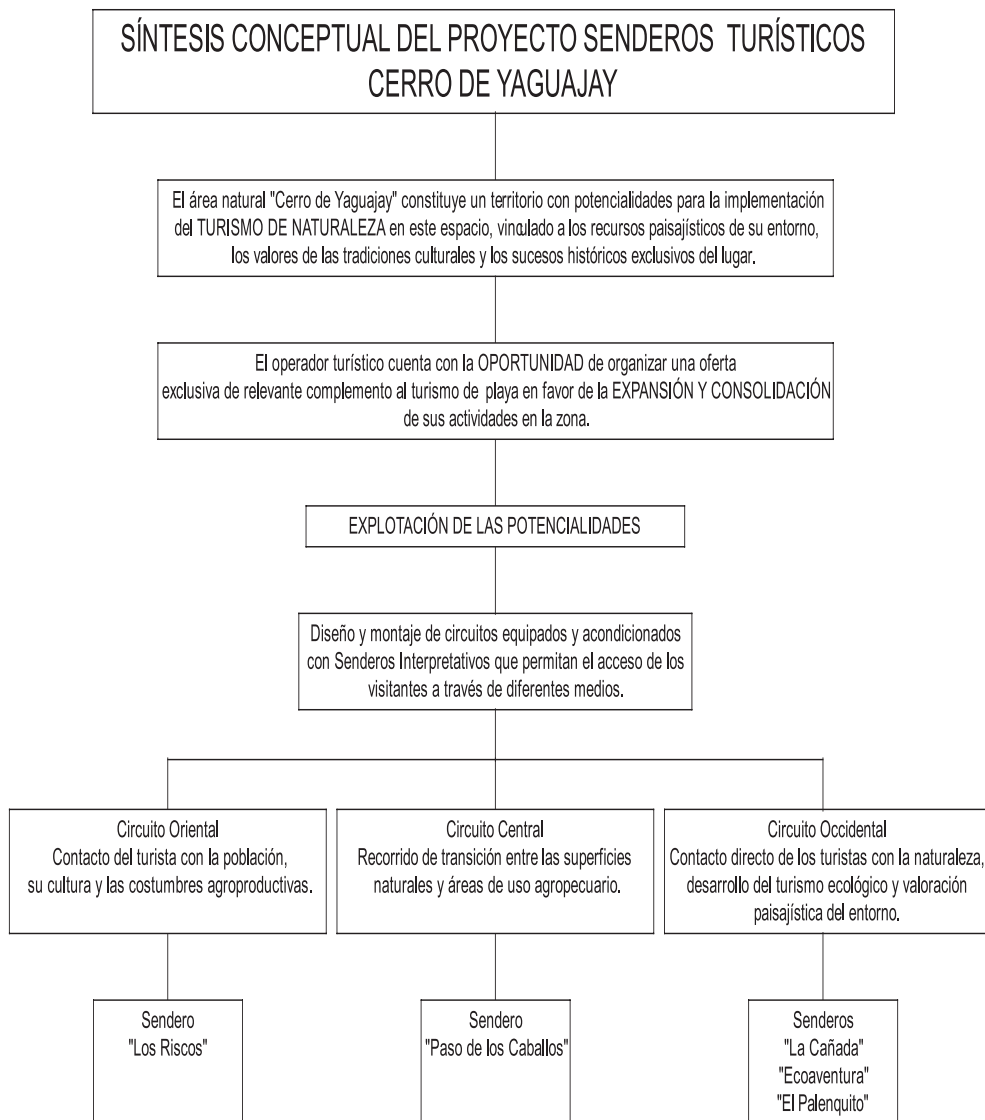 SÍNTESIS CONCEPTUAL DEL PROYECTO SENDEROS TURÍSTICOS
CERRO DE YAGUAJAY
El área natural "Cerro de Yaguajay" constituye un territorio con potencialidades para la implementación
del TURISMO DE NATURALEZA en este espacio, vinculado a los recursos paisajísticos de su entorno,
los valores de las tradiciones culturales y los sucesos históricos exclusivos del lugar.
El operador turístico cuenta con la OPORTUNIDAD de organizar una oferta
exclusiva de relevante complemento al turismo de playa en favor de la EXPANSIÓN Y CONSOLIDACIÓN
de sus actividades en la zona.
EXPLOTACIÓN DE LAS POTENCIALIDADES
Diseño y montaje de circuitos equipados y acondicionados
con Senderos Interpretativos que permitan el acceso de los
visitantes a través de diferentes medios.
Circuito Oriental
Contacto del turista con la población,
su cultura y las costumbres agroproductivas.
Circuito Central
Recorrido de transición entre las superficies
naturales y áreas de uso agropecuario.
Circuito Occidental
Contacto directo de los turistas con la naturaleza,
desarrollo del turismo ecológico y valoración
paisajística del entorno.
Sendero
"Los Riscos"
Sendero
"Paso de los Caballos"
Senderos
"La Cañada"
"Ecoaventura"
"El Palenquito"